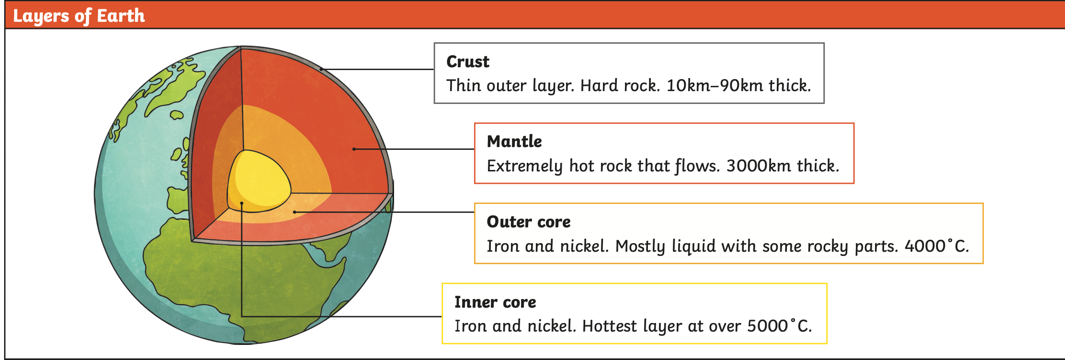 Layers of Earth
Crust
Thin outer layer. Hard rock. 10km–90km thick.
Mantle
Extremely hot rock that flows. 3000km thick.
Outer core
Iron and nickel. Mostly liquid with some rocky parts. 4000˚C.
Inner core
Iron and nickel. Hottest layer at over 5000˚C.